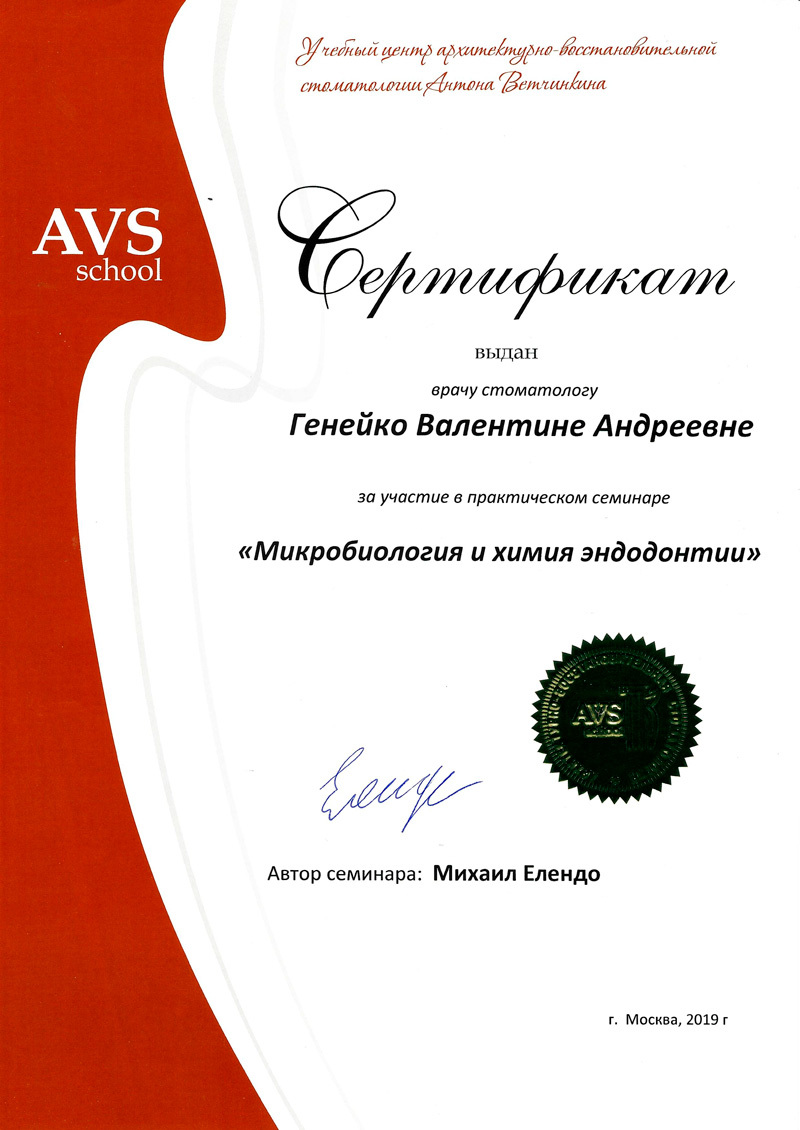 Учебный центр архитектурно-восстановительной
стоматологии Антона Ветчинкина
AVS
school
Сертификат
выдан
врачу стоматологу
Генейко Валентине Андреевне
за участие в практическом семинаре
«Микробиология и химия эндодонтии»
AVS
Автор семинара: Михаил Елендо
г. Москва, 2019 г